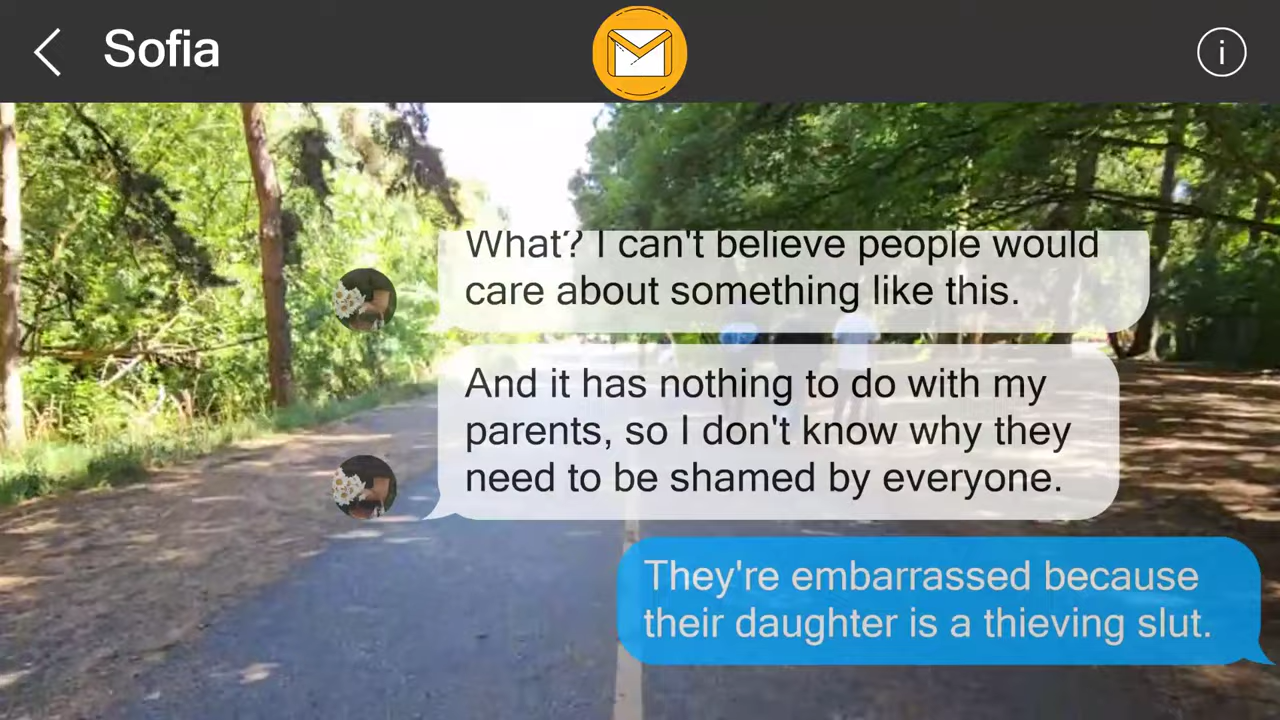 Sofia
What? I can't believe people would
care about something like this.
And it has nothing to do with my
parents, so I don't know why they
need to be shamed by everyone.
They're embarrassed because
their daughter is a thieving slut.